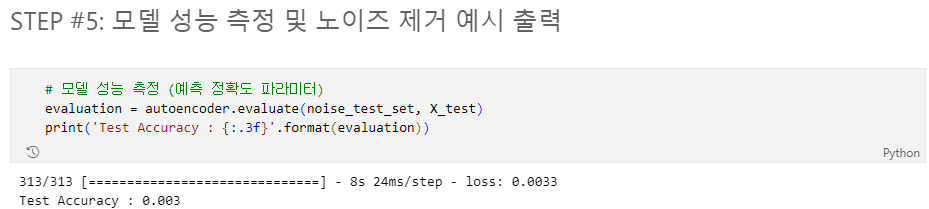 STEP #5: 모델 성능 측정 및 노이즈 제거 예시 출력
# 모델 성능 측정 (예측 정확도 파라미터)
evaluation = autoencoder.evaluate(noise_test_set, X_test)
print('Test Accuracy : {:.3f}'.format(evaluation))
Python
313/313 [==============================] - 8s 24ms/step - loss: 0.0033
Test Accuracy : 0.003